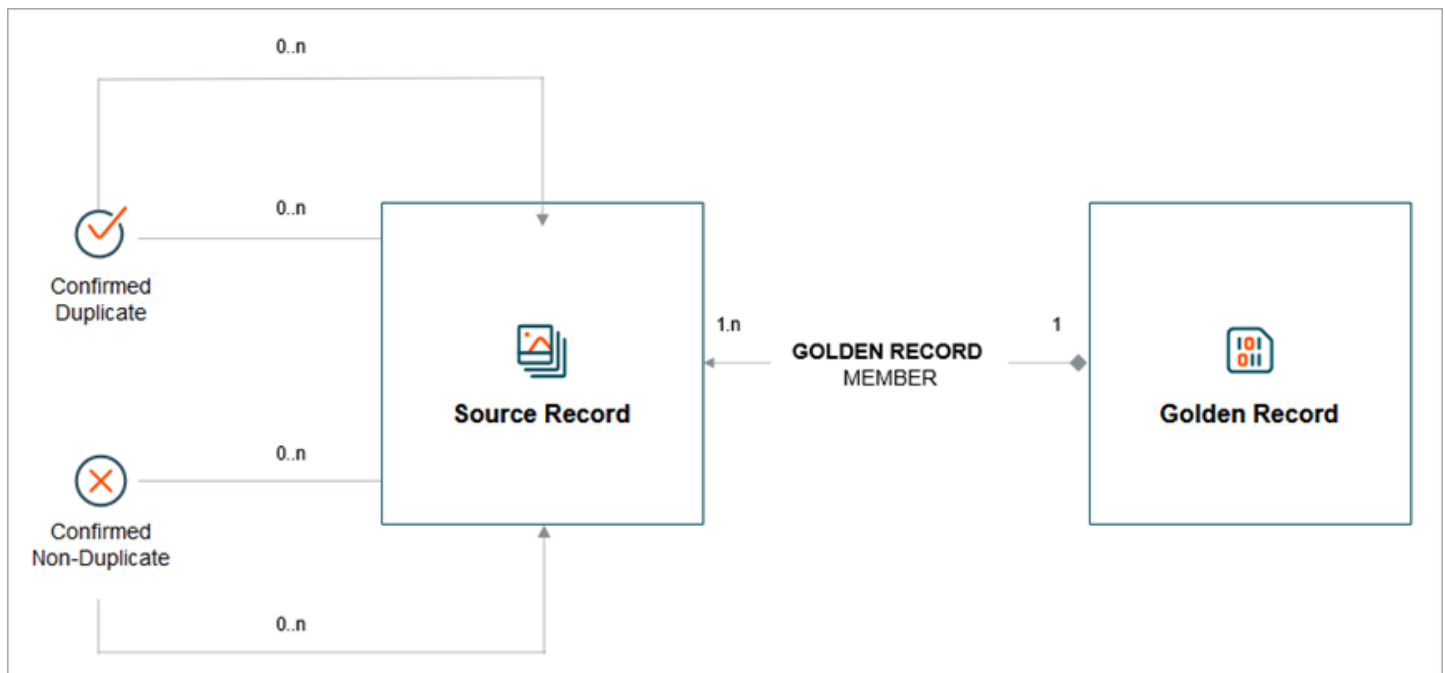 0..n
0..n
Confirmed
Duplicate
1.n
1
GOLDEN RECORD
MEMBER
Source Record
Golden Record
0..n
Confirmed
Non-Duplicate
0..n